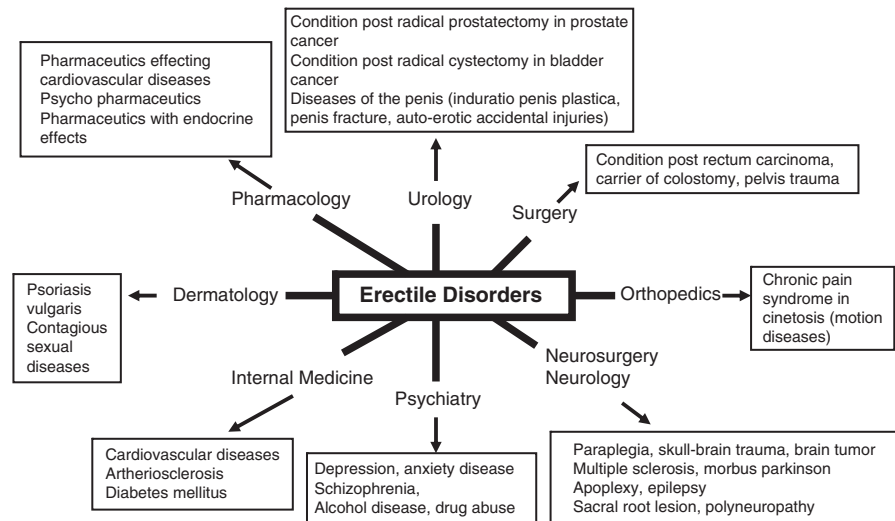 Pharmaceutics effecting
cardiovascular diseases
Psycho pharmaceutics
Pharmaceutics with endocrine
effects
Condition post radical prostatectomy in prostate
cancer
Condition post radical cystectomy in bladder
cancer
Diseases of the penis (induratio penis plastica,
penis fracture, auto-erotic accidental injuries)
Condition post rectum carcinoma,
carrier of colostomy, pelvis trauma
Pharmacology
Urology
Surgery
Psoriasis
vulgaris
Contagious
sexual
diseases
Dermatology
Erectile Disorders
Orthopedics
Chronic pain
syndrome in
cinetosis (motion
diseases)
Internal Medicine
Psychiatry
Neurosurgery
Neurology
Cardiovascular diseases
Artheriosclerosis
Diabetes mellitus
Depression, anxiety disease
Schizophrenia,
Alcohol disease, drug abuse
Paraplegia, skull-brain trauma, brain tumor
Multiple sclerosis, morbus parkinson
Apoplexy, epilepsy
Sacral root lesion, polyneuropathy